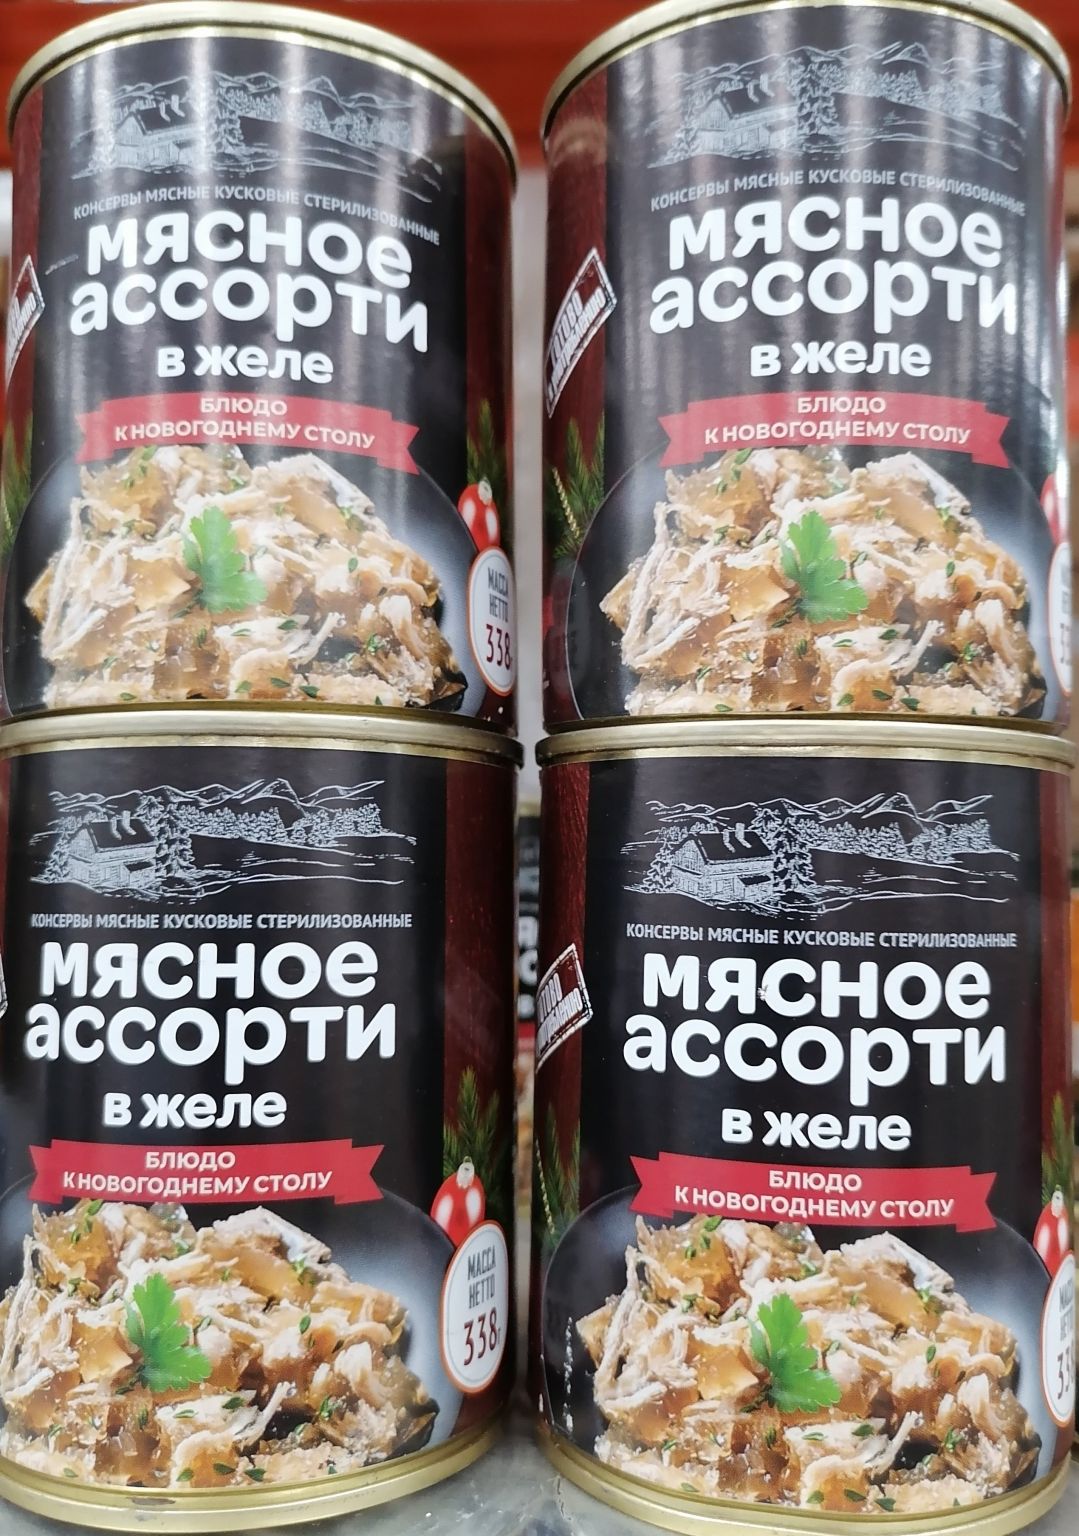 КОНСЕРВЫ МЯСНЫЕ КУСКОВЫЕ СТЕРИЛИЗОВАННЫЕ
мясное
ассорти
в желе
БЛЮДО
К НОВОГОДНЕМУ СТОЛУ
МАССА
НЕТТО
338г
КОНСЕРВЫ МЯСНЫЕ КУСКОВЫЕ СТЕРИЛИЗОВАННЫЕ
мясное
ассорти
в желе
БЛЮДО
К НОВОГОДНЕМУ СТОЛУ
КОНСЕРВЫ МЯСНЫЕ КУСКОВЫЕ СТЕРИЛИЗОВАННЫЕ
мясное
ассорти
в желе
БЛЮДО
К НОВОГОДНЕМУ СТОЛУ
МАССА
НЕТТО
338г
КОНСЕРВЫ МЯСНЫЕ КУСКОВЫЕ СТЕРИЛИЗОВАННЫЕ
мясное
ассорти
в желе
БЛЮДО
К НОВОГОДНЕМУ СТОЛУ